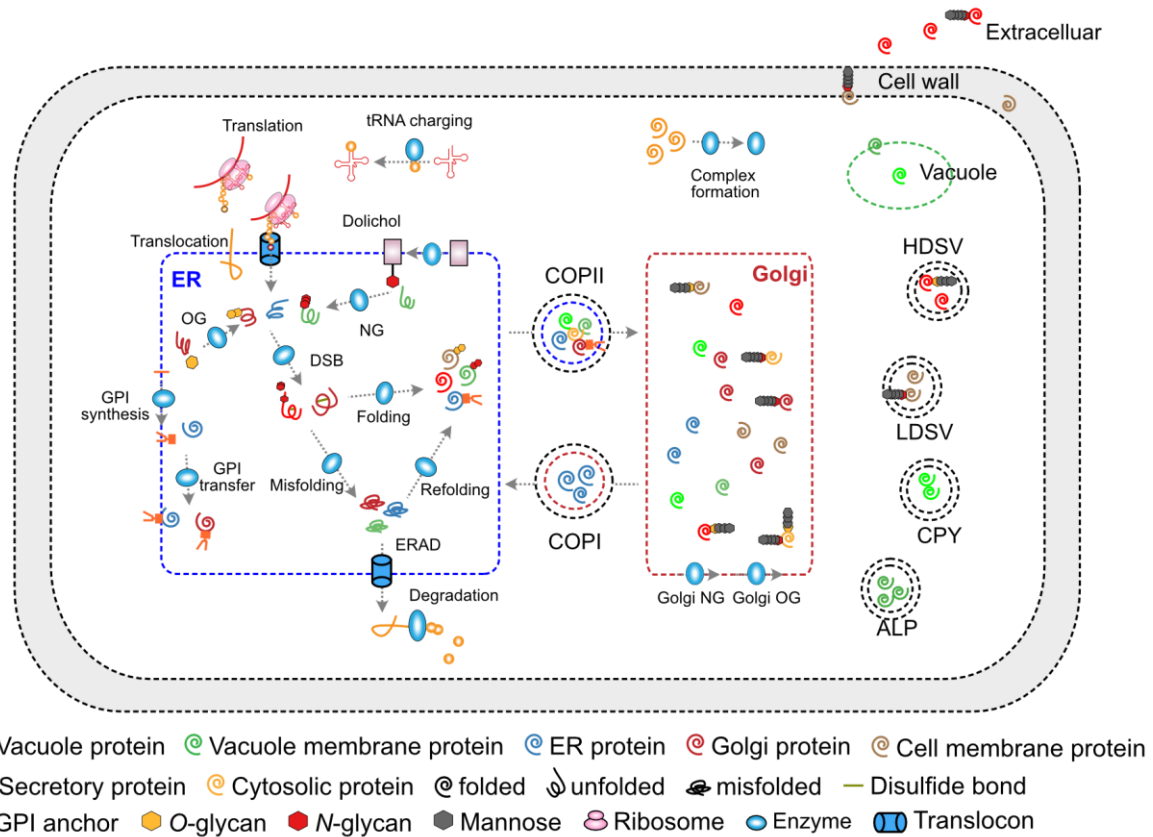 Extracelluar
Cell wall
Translation
tRNA charging
Complex
formation
Vacuole
Translocation
Dolichol
ER
HDSV
COPII
Golgi
OG
NG
DSB
GPI
synthesis
Folding
LDSV
GPI
transfer
Misfolding
Refolding
COPI
CPY
ERAD
Degradation
Golgi NG
Golgi OG
ALP
Vacuole protein
Vacuole membrane protein
ER protein
Golgi protein
Cell membrane protein
Secretory protein
Cytosolic protein
folded
unfolded
misfolded
Disulfide bond
GPI anchor
O-glycan
N-glycan
Mannose
Ribosome
Enzyme
Translocon